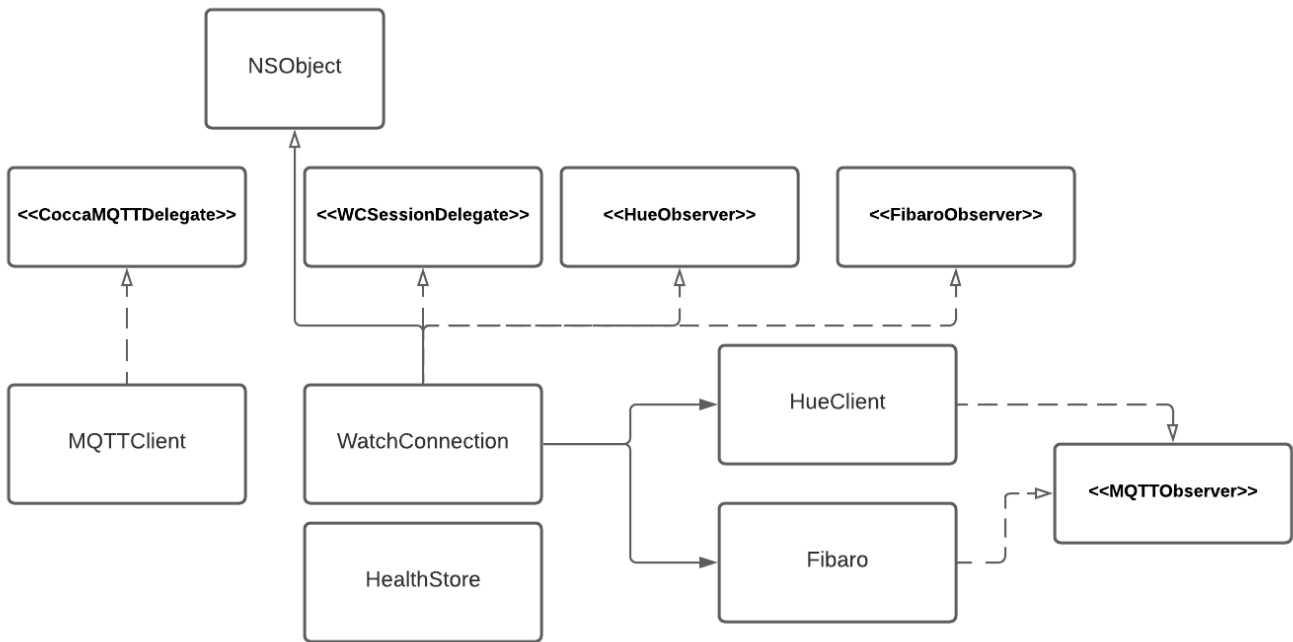 NSObject
<<CoccaMQTTDelegate>>
<<WCSessionDelegate>>
<<HueObserver>>
<<FibaroObserver>>
MQTTClient
WatchConnection
HueClient
<<MQTTObserver>>
HealthStore
Fibaro